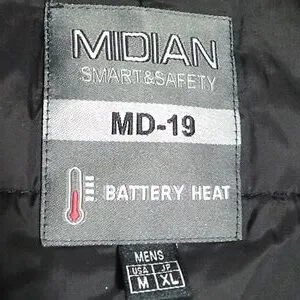 MIDIAN
SMART&SAFETY
MD-19
BATTERY HEAT
MENS
USA JP
M XL